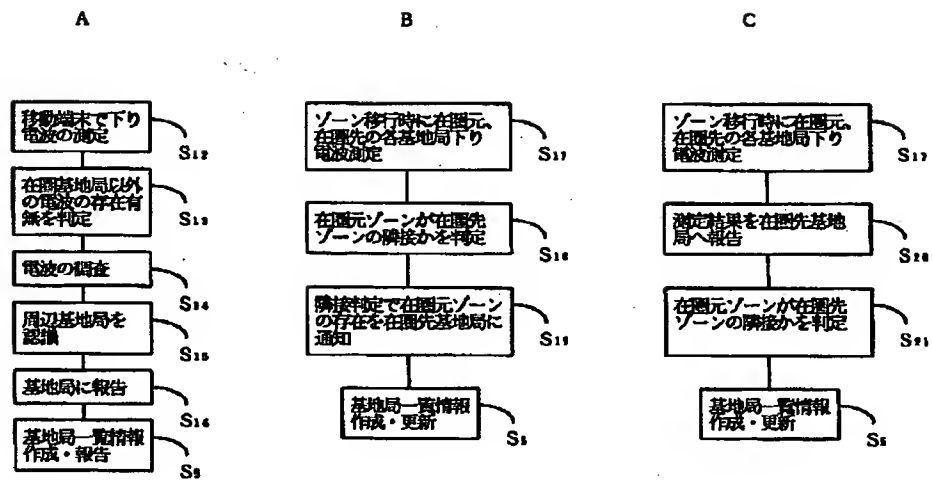 A
移動端末で下り
電波の測定
S12
在圏基地局以外
の電波の存在有
無を判定
S13
電波の調査
S14
周辺基地局を
認識
S15
基地局に報告
S16
基地局一覧情報
作成・報告
S5
B
ゾーン移行時に在圏元、
在圏先の各基地局下り
電波測定
S17
在圏元ゾーンが在圏先
ゾーンの隣接かを判定
S18
隣接判定で在圏元ゾーン
の存在を在圏先基地局に
通知
S19
基地局一覧情報
作成・更新
S5
C
ゾーン移行時に在圏元、
在圏先の各基地局下り
電波測定
S17
測定結果を在圏先基地
局へ報告
S20
在圏元ゾーンが在圏先
ゾーンの隣接かを判定
S21
基地局一覧情報
作成・更新
S5